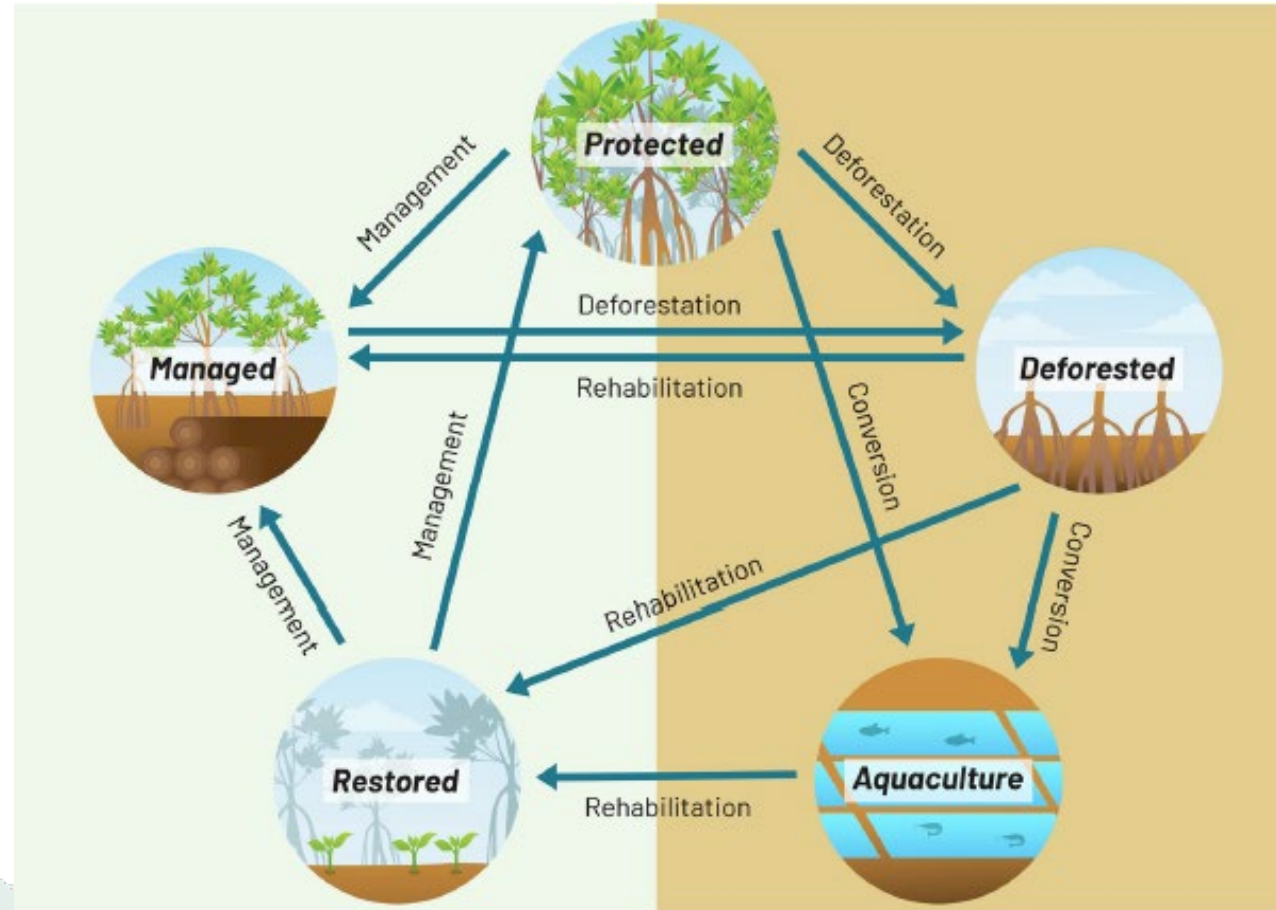 Protected
Management
Deforestation
Deforestation
Managed
Deforested
Rehabilitation
Management
Conversion
Management
Rehabilitation
Conversion
Restored
Aquaculture
Rehabilitation